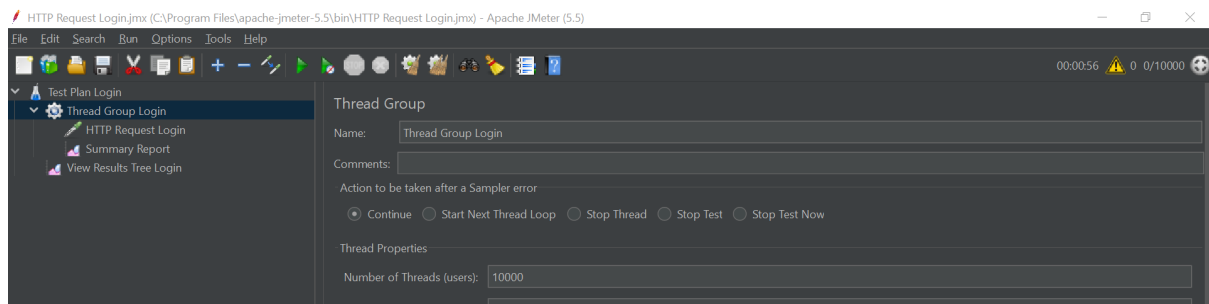 HTTP Request Login.jmx (C:\Program Files\apache-jmeter-5.5\bin\HTTP Request Login.jmx) - Apache JMeter (5.5)
File Edit Search Run Options Tools Help
00:00:56 0 0/10000
Test Plan Login
Thread Group Login
HTTP Request Login
Summary Report
View Results Tree Login
Thread Group
Name: Thread Group Login
Comments:
Action to be taken after a Sampler error
Continue Start Next Thread Loop Stop Thread Stop Test Stop Test Now
Thread Properties
Number of Threads (users): 10000